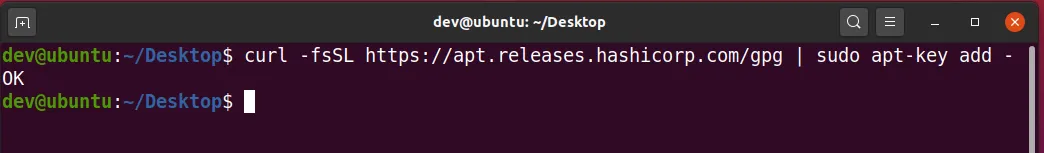 dev@ubuntu: ~/Desktop
dev@ubuntu:~/Desktop$ curl -fsSL https://apt.releases.hashicorp.com/gpg | sudo apt-key add -
OK
dev@ubuntu:~/Desktop$